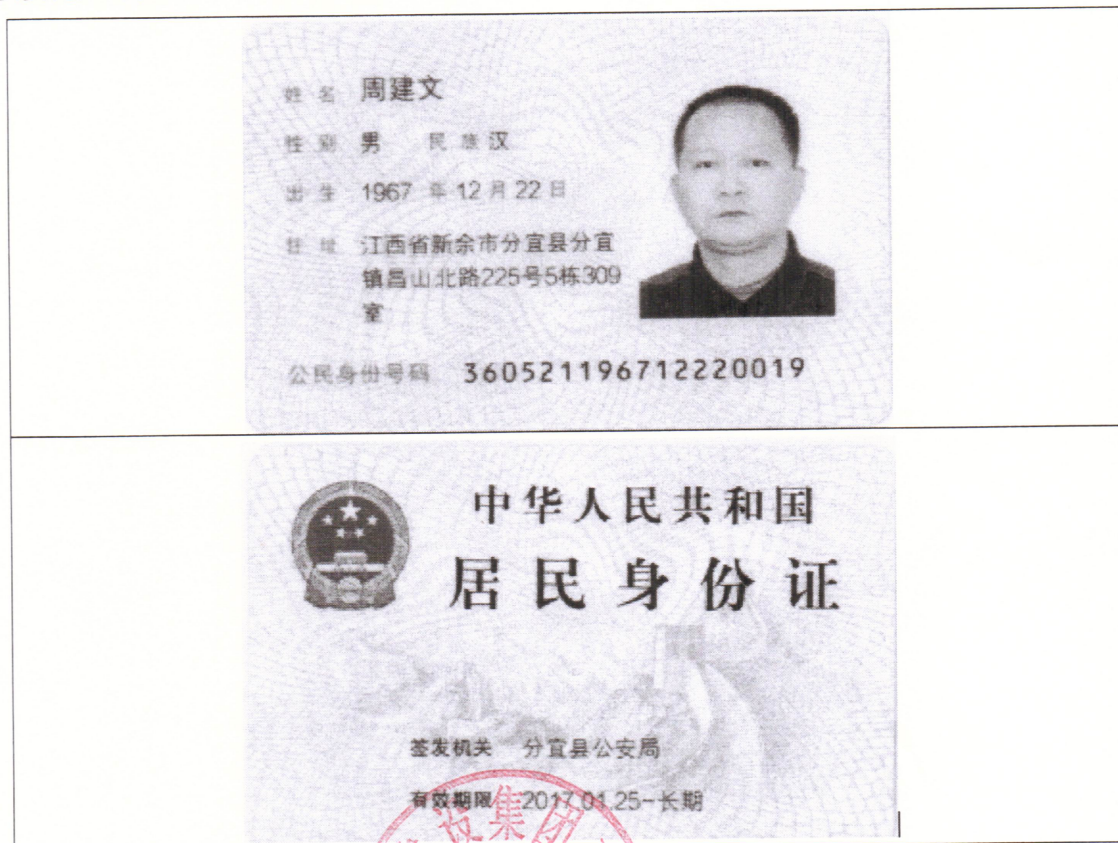 姓名 周建文
性别 男 民族 汉
出生 1967 年 12 月 22 日
住址 江西省新余市分宜县分宜
镇昌山北路225号5栋309
室
公民身份号码 360521196712220019
中华人民共和国
居民身份证
签发机关 分宜县公安局
有效期限 2017.01.25-长期
设集团